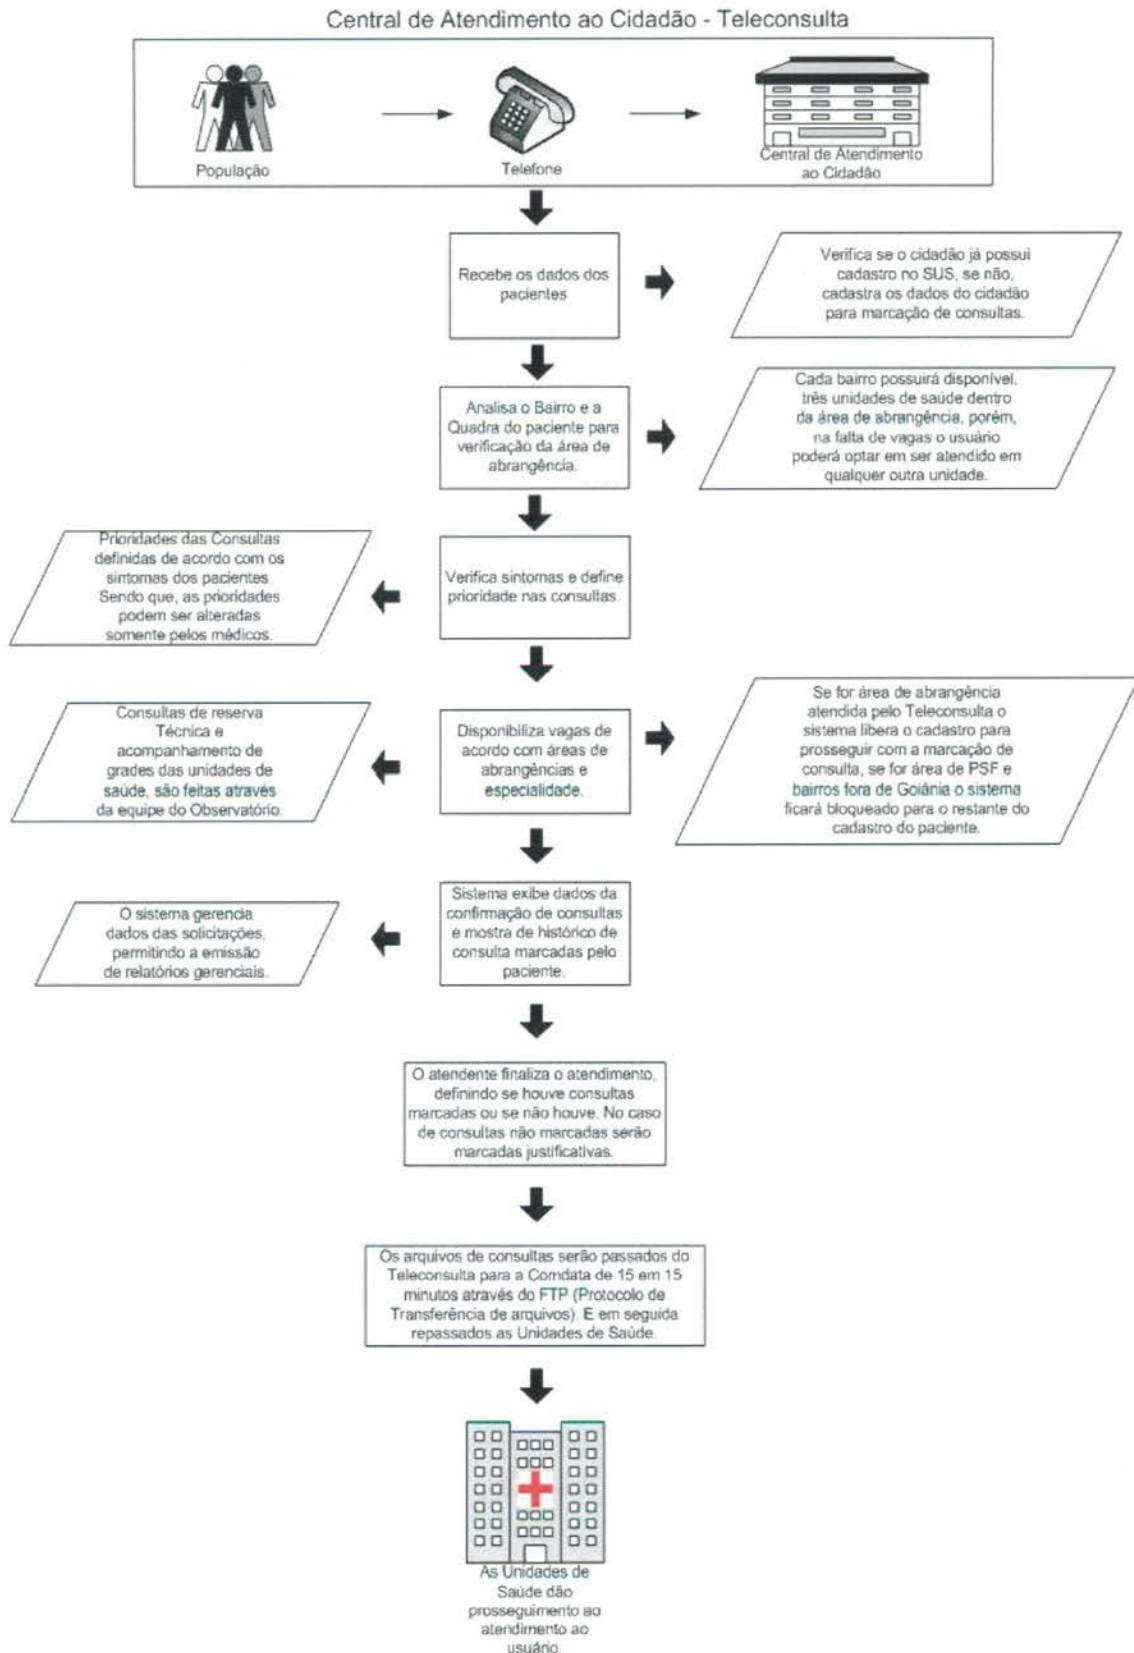 Central de Atendimento ao Cidadão - Teleconsulta
População
Telefone
Central de Atendimento
ao Cidadão
Recebe os dados dos
pacientes
Verifica se o cidadão já possui
cadastro no SUS, se não,
cadastra os dados do cidadão
para marcação de consultas.
Analisa o Bairro e a
Quadra do paciente para
verificação da área de
abrangência.
Cada bairro possuirá disponível,
três unidades de saúde dentro
da área de abrangência, porém,
na falta de vagas o usuário
poderá optar em ser atendido em
qualquer outra unidade.
Prioridades das Consultas
definidas de acordo com os
sintomas dos pacientes
Sendo que, as prioridades
podem ser alteradas
somente pelos médicos.
Verifica sintomas e define
prioridade nas consultas.
Consultas de reserva
Técnica e
acompanhamento de
grades das unidades de
saúde, são feitas através
da equipe do Observatório.
Disponibiliza vagas de
acordo com áreas de
abrangências e
especialidade.
Se for área de abrangência
atendida pelo Teleconsulta o
sistema libera o cadastro para
prosseguir com a marcação de
consulta, se for área de PSF e
bairros fora de Goiânia o sistema
ficará bloqueado para o restante do
cadastro do paciente.
O sistema gerencia
dados das solicitações,
permitindo a emissão
de relatórios gerenciais.
Sistema exibe dados da
confirmação de consultas
e mostra de histórico de
consulta marcadas pelo
paciente.
O atendente finaliza o atendimento,
definindo se houve consultas
marcadas ou se não houve. No caso
de consultas não marcadas serão
marcadas justificativas.
Os arquivos de consultas serão passados do
Teleconsulta para a Comdata de 15 em 15
minutos através do FTP (Protocolo de
Transferência de arquivos). E em seguida
repassados as Unidades de Saúde.
As Unidades de
Saúde dão
prosseguimento ao
atendimento ao
usuário